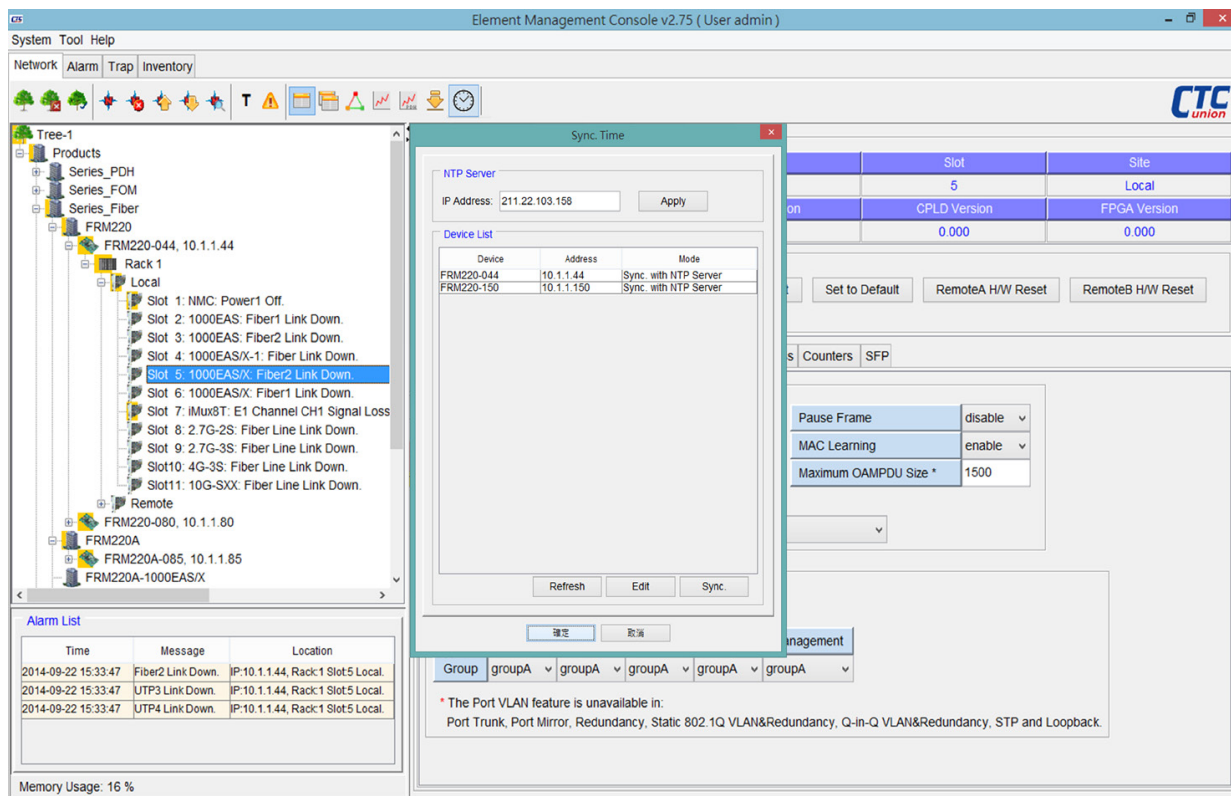 CTC Element Management Console v2.75 ( User admin )
System Tool Help
Network Alarm Trap Inventory
T
CTC union
Tree-1
Products
Series_PDH
Series_FOM
Series_Fiber
FRM220
FRM220-044, 10.1.1.44
Rack 1
Local
Slot 1: NMC: Power1 Off.
Slot 2: 1000EAS: Fiber1 Link Down.
Slot 3: 1000EAS: Fiber2 Link Down.
Slot 4: 1000EAS/X-1: Fiber Link Down.
Slot 5: 1000EAS/X: Fiber2 Link Down.
Slot 6: 1000EAS/X: Fiber1 Link Down.
Slot 7: iMux8T: E1 Channel CH1 Signal Loss
Slot 8: 2.7G-2S: Fiber Line Link Down.
Slot 9: 2.7G-3S: Fiber Line Link Down.
Slot10: 4G-3S: Fiber Line Link Down.
Slot11: 10G-SXX: Fiber Line Link Down.
Remote
FRM220-080, 10.1.1.80
FRM220A
FRM220A-085, 10.1.1.85
FRM220A-1000EAS/X
Alarm List
Time Message Location
2014-09-22 15:33:47 Fiber2 Link Down. IP:10.1.1.44, Rack:1 Slot:5 Local.
2014-09-22 15:33:47 UTP3 Link Down. IP:10.1.1.44, Rack:1 Slot:5 Local.
2014-09-22 15:33:47 UTP4 Link Down. IP:10.1.1.44, Rack:1 Slot:5 Local.
Memory Usage: 16 %
Sync. Time
NTP Server
IP Address: 211.22.103.158 Apply
Device List
Device Address Mode
FRM220-044 10.1.1.44 Sync. with NTP Server
FRM220-150 10.1.1.150 Sync. with NTP Server
Refresh Edit Sync.
確定 取消
Slot Site
5 Local
on CPLD Version FPGA Version
0.000 0.000
Set to Default RemoteA H/W Reset RemoteB H/W Reset
s Counters SFP
Pause Frame disable
MAC Learning enable
Maximum OAMPDU Size * 1500
anagement
Group groupA groupA groupA groupA groupA
* The Port VLAN feature is unavailable in:
Port Trunk, Port Mirror, Redundancy, Static 802.1Q VLAN&Redundancy, Q-in-Q VLAN&Redundancy, STP and Loopback.